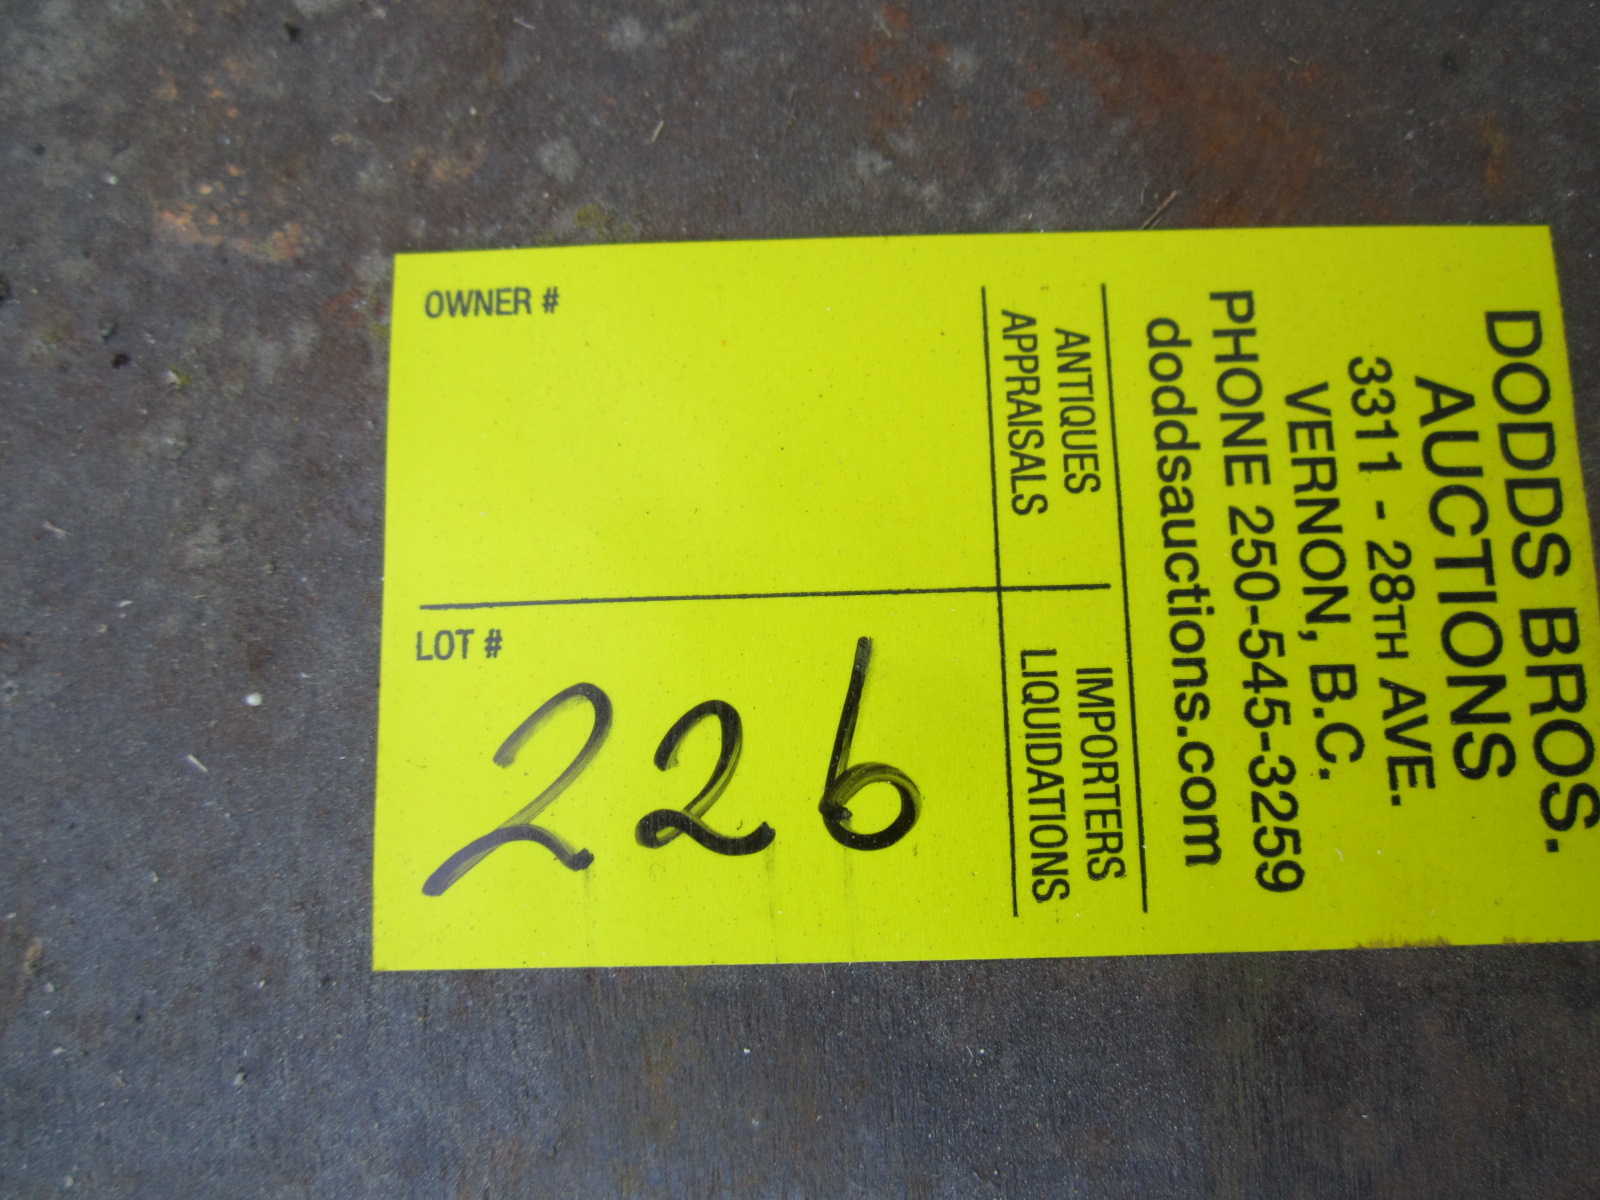 DODDS BROS.
AUCTIONS
3311 - 28TH AVE.
VERNON, B.C.
PHONE 250-545-3259
doddsauctions.com
ANTIQUES IMPORTERS
APPRAISALS LIQUIDATIONS
OWNER #
LOT #
226